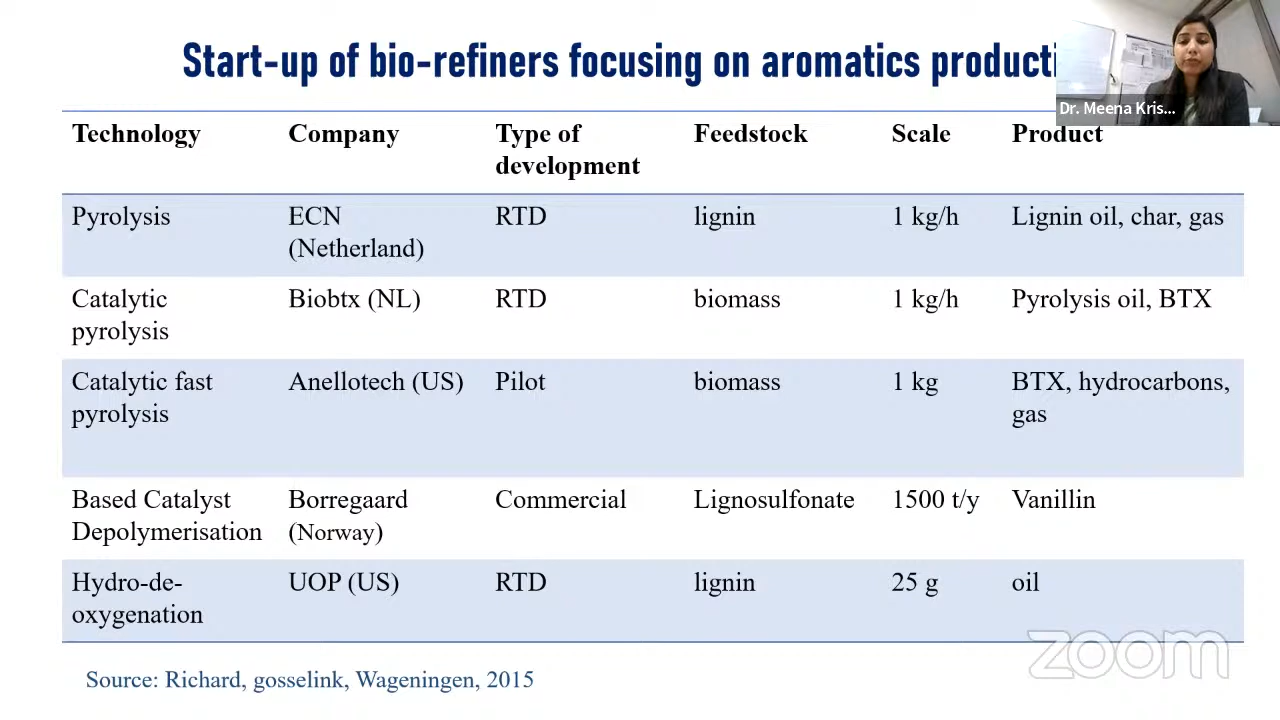 Start-up of bio-refiners focusing on aromatics producti
Dr. Meena Kris...
Technology Company Type of development Feedstock Scale Product
Pyrolysis ECN (Netherland) RTD lignin 1 kg/h Lignin oil, char, gas
Catalytic pyrolysis Biobtx (NL) RTD biomass 1 kg/h Pyrolysis oil, BTX
Catalytic fast pyrolysis Anellotech (US) Pilot biomass 1 kg BTX, hydrocarbons, gas
Based Catalyst Depolymerisation Borregaard (Norway) Commercial Lignosulfonate 1500 t/y Vanillin
Hydro-de-oxygenation UOP (US) RTD lignin 25 g oil
zoom
Source: Richard, gosselink, Wageningen, 2015